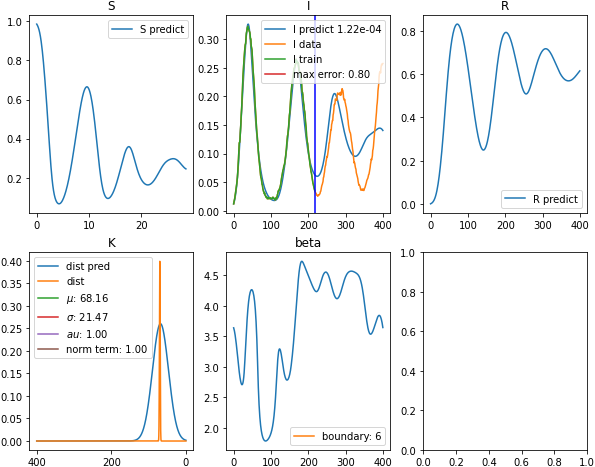 S
S predict
1.0
0.8
0.6
0.4
0.2
0 10 20
I
I predict 1.22e-04
I data
I train
max error: 0.80
0.30
0.25
0.20
0.15
0.10
0.05
0.00
0 100 200 300 400
R
R predict
0.8
0.6
0.4
0.2
0.0
0 100 200 300 400
K
dist pred
dist
μ: 68.16
σ: 21.47
au: 1.00
norm term: 1.00
0.40
0.35
0.30
0.25
0.20
0.15
0.10
0.05
0.00
400 200 0
beta
boundary: 6
4.5
4.0
3.5
3.0
2.5
2.0
0 100 200 300 400
1.0
0.8
0.6
0.4
0.2
0.0
0.0 0.2 0.4 0.6 0.8 1.0